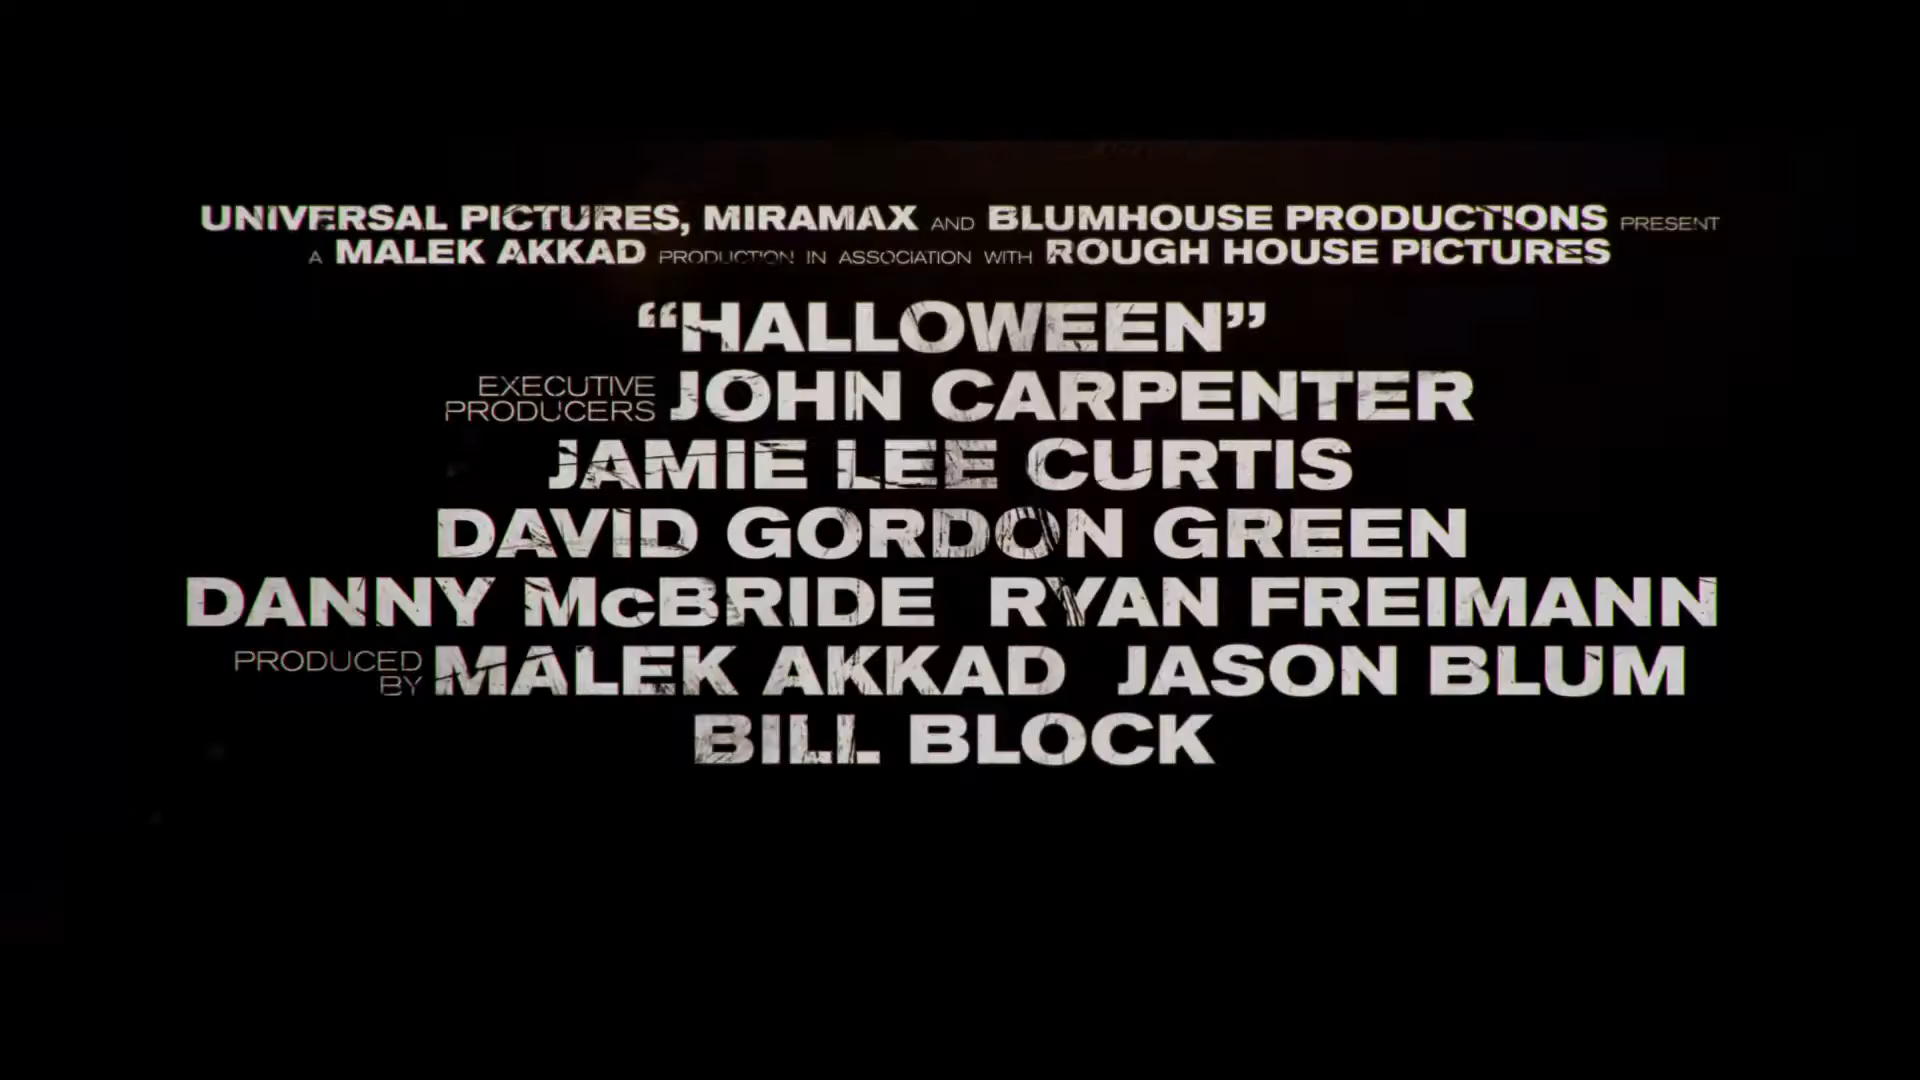 UNIVERSAL PICTURES, MIRAMAX AND BLUMHOUSE PRODUCTIONS PRESENT
A MALEK AKKAD PRODUCTION IN ASSOCIATION WITH ROUGH HOUSE PICTURES
“HALLOWEEN”
EXECUTIVE PRODUCERS JOHN CARPENTER
JAMIE LEE CURTIS
DAVID GORDON GREEN
DANNY McBRIDE RYAN FREIMANN
PRODUCED BY MALEK AKKAD JASON BLUM
BILL BLOCK